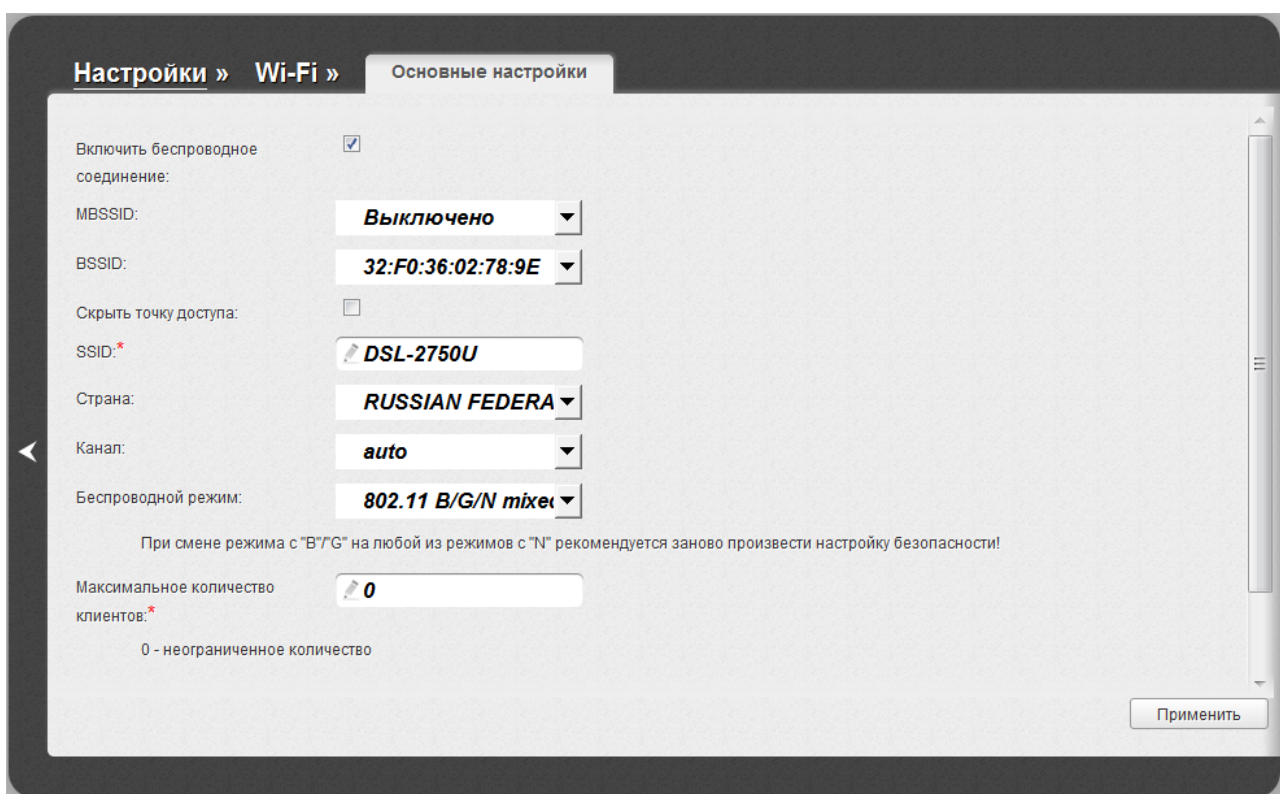 Настройки » Wi-Fi » Основные настройки
Включить беспроводное
соединение:
MBSSID: Выключено
BSSID: 32:F0:36:02:78:9E
Скрыть точку доступа:
SSID:* DSL-2750U
Страна: RUSSIAN FEDERA
Канал: auto
Беспроводной режим: 802.11 B/G/N mixed
При смене режима с "B"/"G" на любой из режимов с "N" рекомендуется заново произвести настройку безопасности!
Максимальное количество
клиентов:* 0
0 - неограниченное количество
Применить